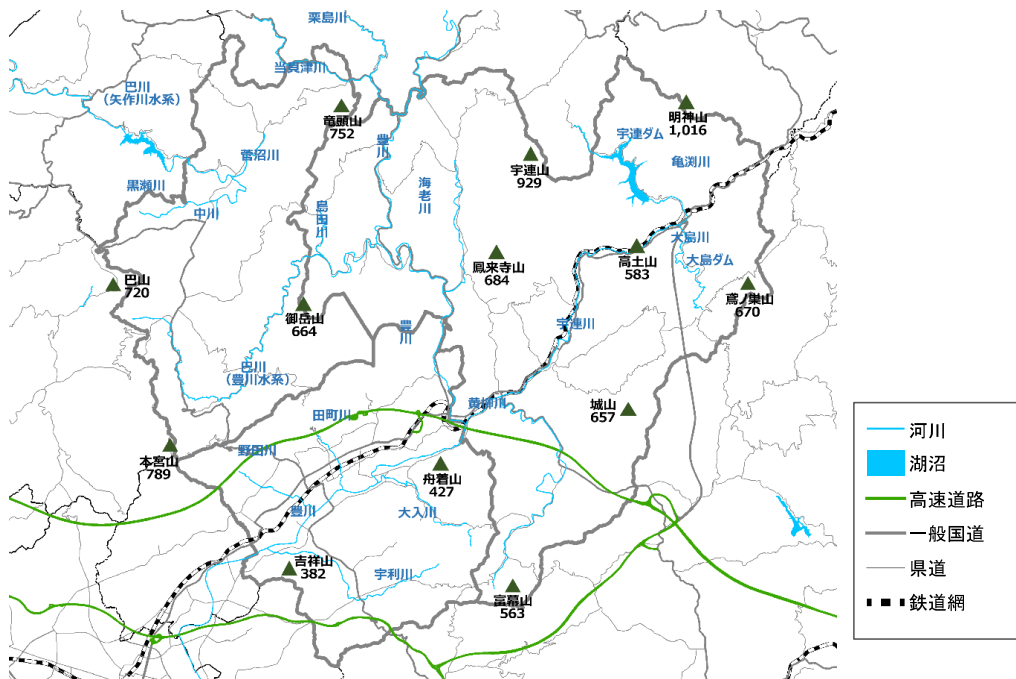 栗島川
当貝津川
巴川
（矢作川水系）
竜頭山
752
明神山
1,016
宇連ダム
豊川
菅沼川
宇連山
929
亀渕川
黒瀬川
海老川
中川
島田川
大島川
鳳来寺山
684
高土山
583
大島ダム
巴山
720
鳶ノ巣山
670
御岳山
664
豊川
宇連川
巴川
（豊川水系）
黄柳川
城山
657
田町川
野田川
本宮山
789
舟着山
427
豊川
大入川
吉祥山
382
宇利川
富幕山
563
河川
湖沼
高速道路
一般国道
県道
鉄道網